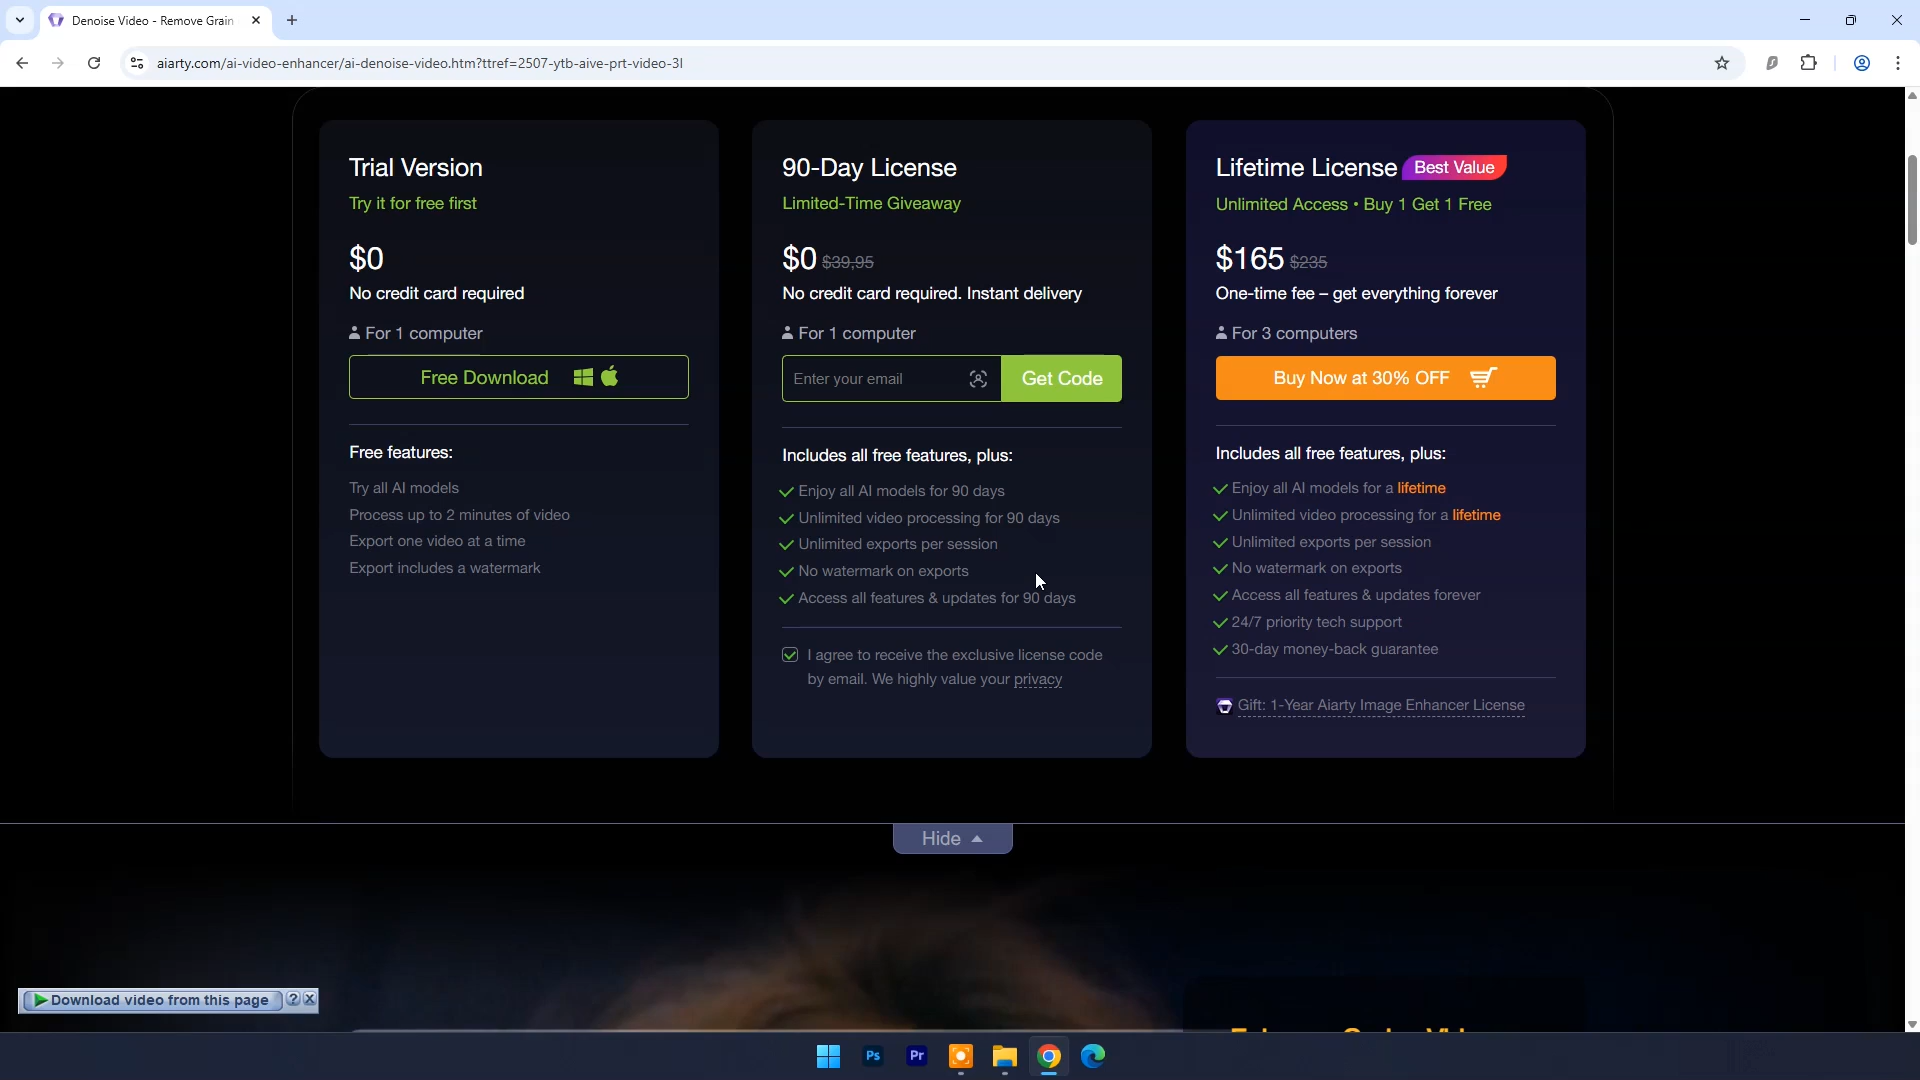 Denoise Video - Remove Grain
aiarty.com/ai-video-enhancer/ai-denoise-video.htm?ttref=2507-ytb-aive-prt-video-3l
Trial Version
Try it for free first
$0
No credit card required
For 1 computer
Free Download
Free features:
Try all AI models
Process up to 2 minutes of video
Export one video at a time
Export includes a watermark
90-Day License
Limited-Time Giveaway
$0 $39,95
No credit card required. Instant delivery
For 1 computer
Enter your email
Get Code
Includes all free features, plus:
Enjoy all AI models for 90 days
Unlimited video processing for 90 days
Unlimited exports per session
No watermark on exports
Access all features & updates for 90 days
I agree to receive the exclusive license code
by email. We highly value your privacy
Lifetime License Best Value
Unlimited Access • Buy 1 Get 1 Free
$165 $235
One-time fee – get everything forever
For 3 computers
Buy Now at 30% OFF
Includes all free features, plus:
Enjoy all AI models for a lifetime
Unlimited video processing for a lifetime
Unlimited exports per session
No watermark on exports
Access all features & updates forever
24/7 priority tech support
30-day money-back guarantee
Gift: 1-Year Aiarty Image Enhancer License
Hide
Download video from this page ?
Ps
Pr